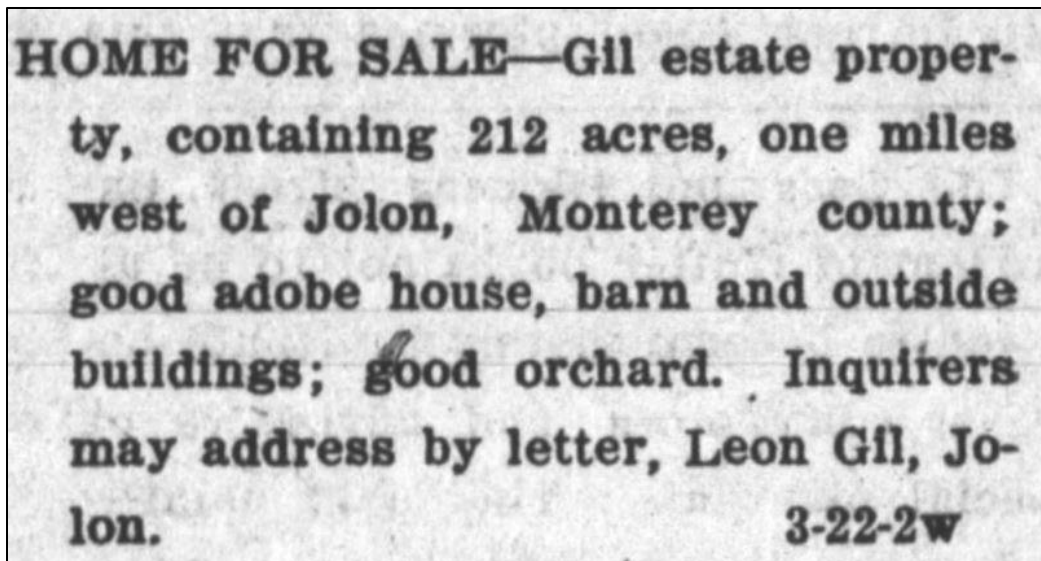 HOME FOR SALE—Gil estate proper-
ty, containing 212 acres, one miles
west of Jolon, Monterey county;
good adobe house, barn and outside
buildings; good orchard. Inquirers
may address by letter, Leon Gil, Jo-
lon. 3-22-2w